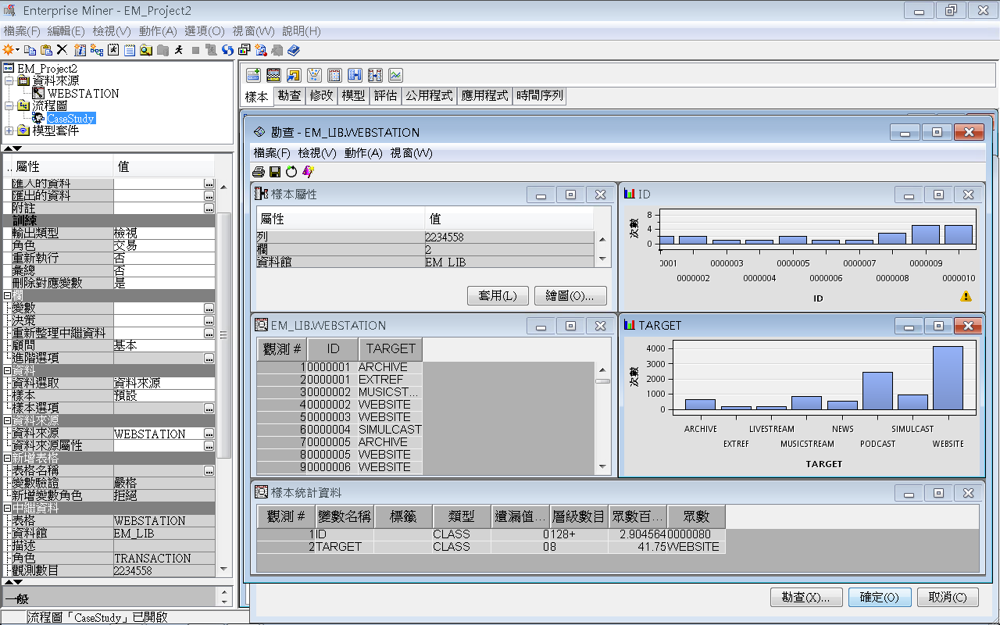 Enterprise Miner - EM_Project2
檔案(F) 編輯(E) 檢視(V) 動作(A) 選項(O) 視窗(W) 說明(H)
EM_Project2
資料來源
WEBSTATION
流程圖
CaseStudy
模型套件
.. 屬性 值
匯入的資料 ...
匯出的資料 ...
附註 ...
訓練
輸出類型 檢視
角色 交易
重新執行 否
彙總 否
刪除對應變數 是
欄
變數 ...
決策 ...
重新整理中繼資料 ...
顧問 基本
進階選項 ...
資料
資料選取 資料來源
樣本 預設
樣本選項 ...
資料來源
資料來源 WEBSTATION ...
資料來源屬性 ...
新增表格
表格名稱 ...
變數驗證 嚴格
新增變數角色 拒絕
中繼資料
表格 WEBSTATION
資料館 EM_LIB
描述
角色 TRANSACTION
觀測數目 2234558
一般
流程圖「CaseStudy」已開啟
樣本 勘查 修改 模型 評估 公用程式 應用程式 時間序列
勘查 - EM_LIB.WEBSTATION
檔案(F) 檢視(V) 動作(A) 視窗(W)
樣本屬性
屬性 值
列 2234558
欄 2
資料館 EM_LIB
套用(L) 繪圖(O)...
ID
次數
8
4
0
0001 0000003 0000005 0000007 0000009
0000002 0000004 0000006 0000008 0000010
ID
EM_LIB.WEBSTATION
觀測 # ID TARGET
1 0000001 ARCHIVE
2 0000001 EXTREF
3 0000002 MUSICST...
4 0000002 WEBSITE
5 0000003 WEBSITE
6 0000004 SIMULCAST
7 0000005 ARCHIVE
8 0000005 WEBSITE
9 0000006 WEBSITE
TARGET
次數
4000
3000
2000
1000
0
ARCHIVE LIVESTREAM NEWS SIMULCAST
EXTREF MUSICSTREAM PODCAST WEBSITE
TARGET
樣本統計資料
觀測 # 變數名稱 標籤 類型 遺漏值... 層級數目 眾數百... 眾數
1 ID CLASS 0 128+ 2.904564 0000080
2 TARGET CLASS 0 8 41.75 WEBSITE
勘查(X)... 確定(O) 取消(C)